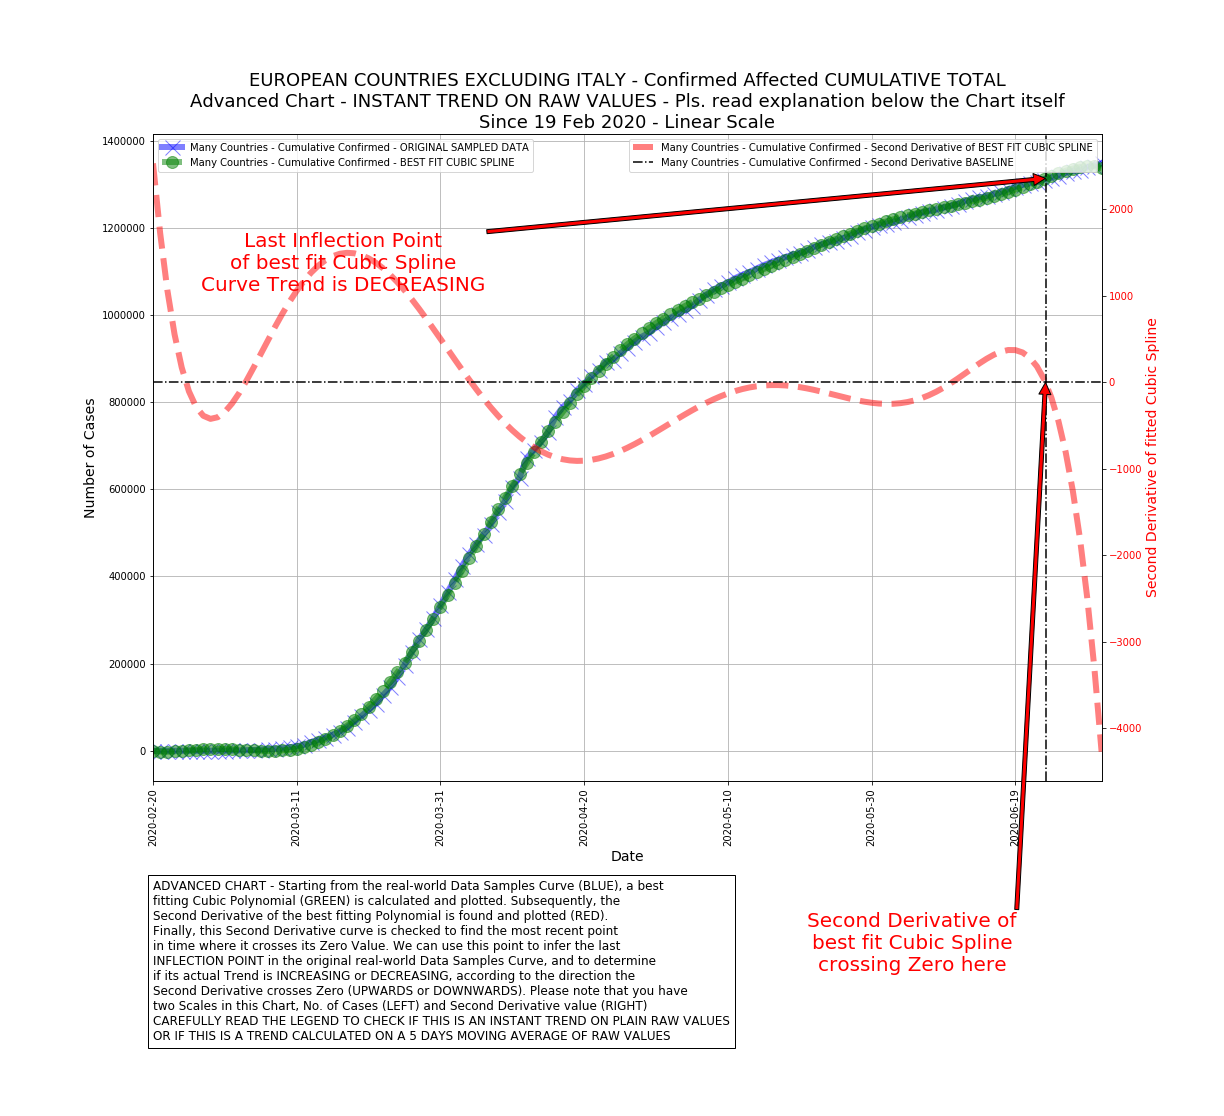 EUROPEAN COUNTRIES EXCLUDING ITALY - Confirmed Affected CUMULATIVE TOTAL
Advanced Chart - INSTANT TREND ON RAW VALUES - Pls. read explanation below the Chart itself
Since 19 Feb 2020 - Linear Scale
Many Countries - Cumulative Confirmed - ORIGINAL SAMPLED DATA
Many Countries - Cumulative Confirmed - BEST FIT CUBIC SPLINE
Many Countries - Cumulative Confirmed - Second Derivative of BEST FIT CUBIC SPLINE
Many Countries - Cumulative Confirmed - Second Derivative BASELINE
Last Inflection Point
of best fit Cubic Spline
Curve Trend is DECREASING
Number of Cases
1400000
1200000
1000000
800000
600000
400000
200000
0
2000
1000
0
−1000
−2000
−3000
−4000
Second Derivative of fitted Cubic Spline
2020-02-20
2020-03-11
2020-03-31
2020-04-20
2020-05-10
2020-05-30
2020-06-19
Date
ADVANCED CHART - Starting from the real-world Data Samples Curve (BLUE), a best
fitting Cubic Polynomial (GREEN) is calculated and plotted. Subsequently, the
Second Derivative of the best fitting Polynomial is found and plotted (RED).
Finally, this Second Derivative curve is checked to find the most recent point
in time where it crosses its Zero Value. We can use this point to infer the last
INFLECTION POINT in the original real-world Data Samples Curve, and to determine
if its actual Trend is INCREASING or DECREASING, according to the direction the
Second Derivative crosses Zero (UPWARDS or DOWNWARDS). Please note that you have
two Scales in this Chart, No. of Cases (LEFT) and Second Derivative value (RIGHT)
CAREFULLY READ THE LEGEND TO CHECK IF THIS IS AN INSTANT TREND ON PLAIN RAW VALUES
OR IF THIS IS A TREND CALCULATED ON A 5 DAYS MOVING AVERAGE OF RAW VALUES
Second Derivative of
best fit Cubic Spline
crossing Zero here